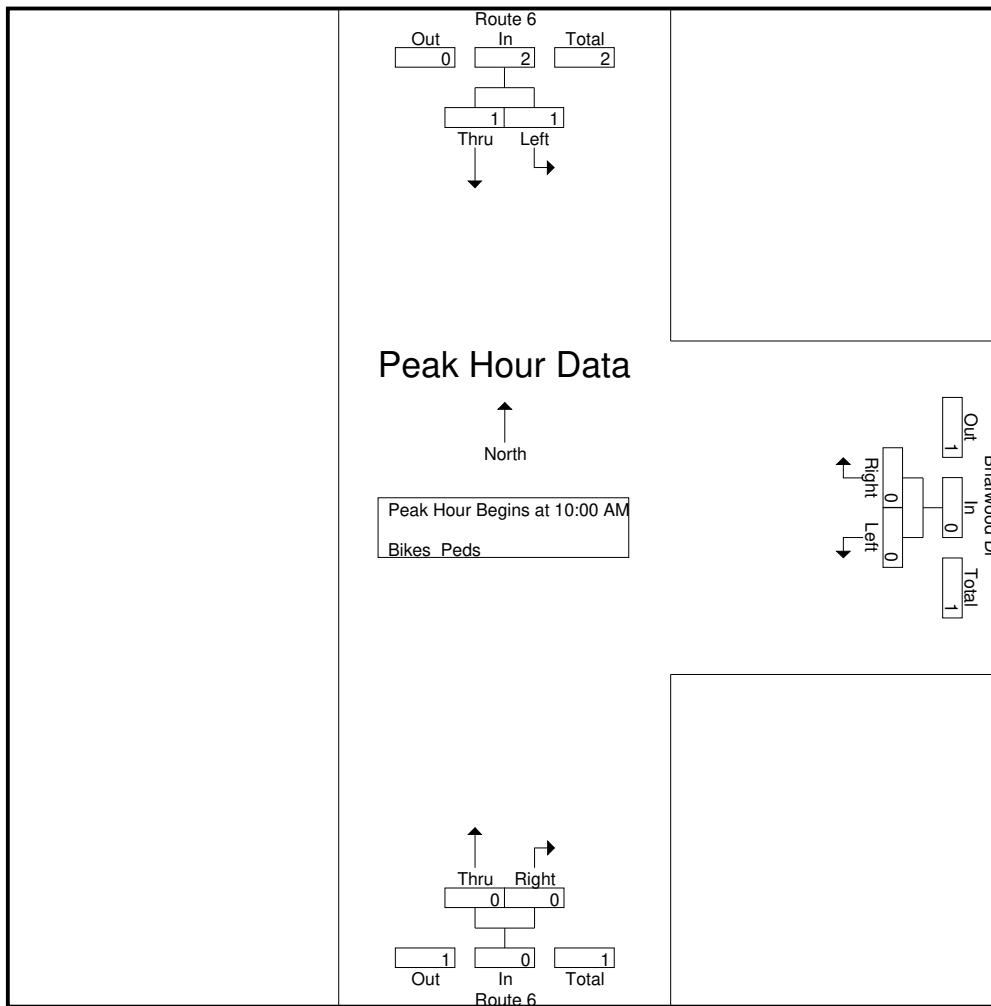 Route 6
Out In Total
0 2 2
1 1
Thru Left
Peak Hour Data
North
Peak Hour Begins at 10:00 AM
Bikes Peds
Out In Total
1 0 1
0 0
Right Left
Thru Right
0 0
1 0 1
Out In Total
Route 6